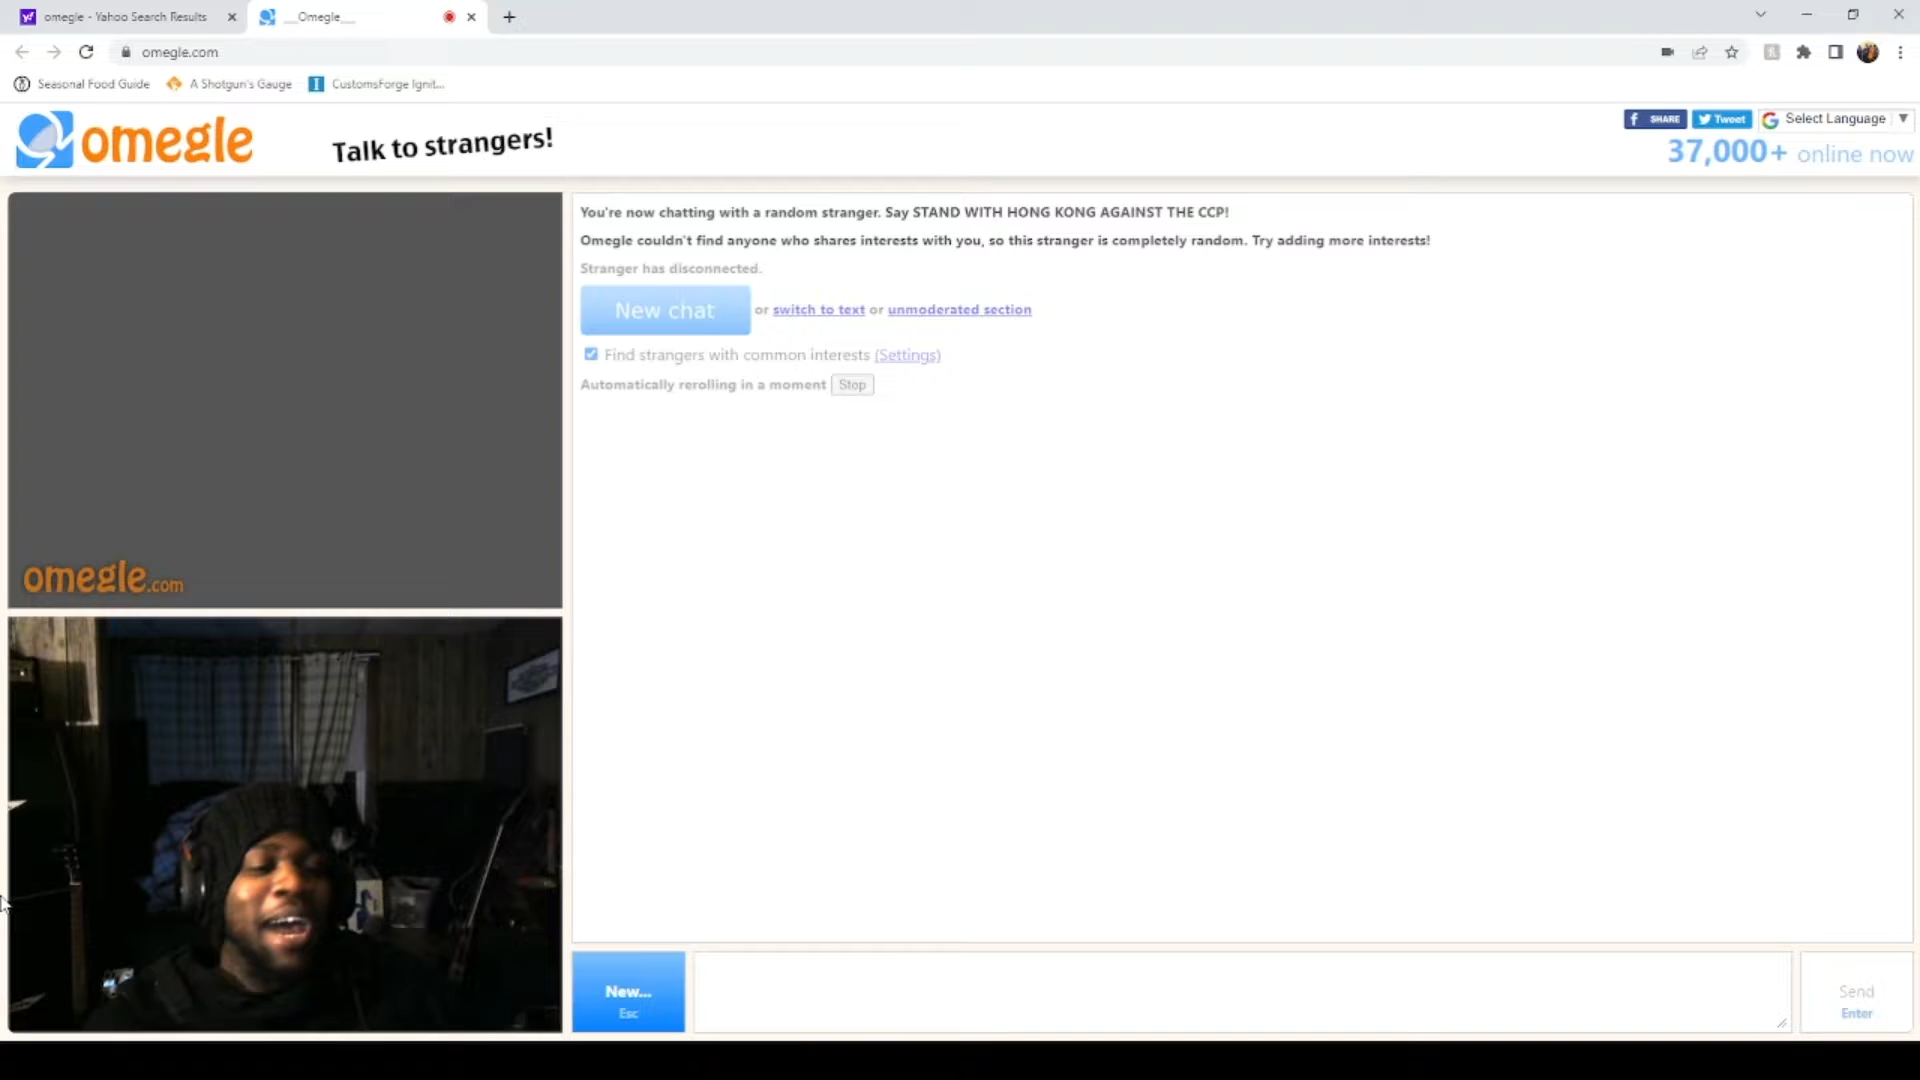 omegle - Yahoo Search Results
__Omegle__
omegle.com
Seasonal Food Guide
A Shotgun's Gauge
CustomsForge Ignit...
omegle
Talk to strangers!
SHARE
Tweet
Select Language
37,000+ online now
You're now chatting with a random stranger. Say STAND WITH HONG KONG AGAINST THE CCP!
Omegle couldn't find anyone who shares interests with you, so this stranger is completely random. Try adding more interests!
Stranger has disconnected.
New chat or switch to text or unmoderated section
Find strangers with common interests (Settings)
Automatically rerolling in a moment Stop
omegle.com
New...
Esc
Send
Enter